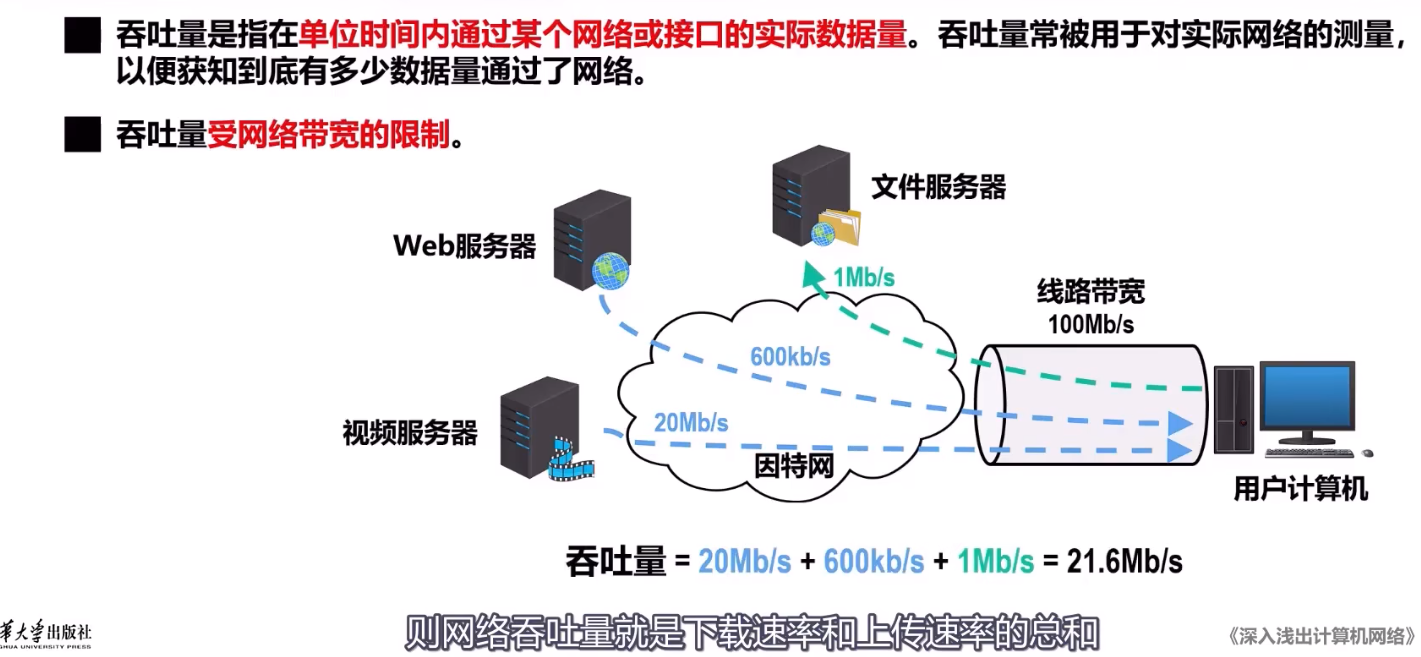 吞吐量是指在单位时间内通过某个网络或接口的实际数据量。吞吐量常被用于对实际网络的测量，
以便获知到底有多少数据量通过了网络。
吞吐量受网络带宽的限制。
文件服务器
Web服务器
1Mb/s
线路带宽
100Mb/s
600kb/s
视频服务器
20Mb/s
因特网
用户计算机
吞吐量 = 20Mb/s + 600kb/s + 1Mb/s = 21.6Mb/s
则网络吞吐量就是下载速率和上传速率的总和
华大学出版社
HUA UNIVERSITY PRESS
《深入浅出计算机网络》